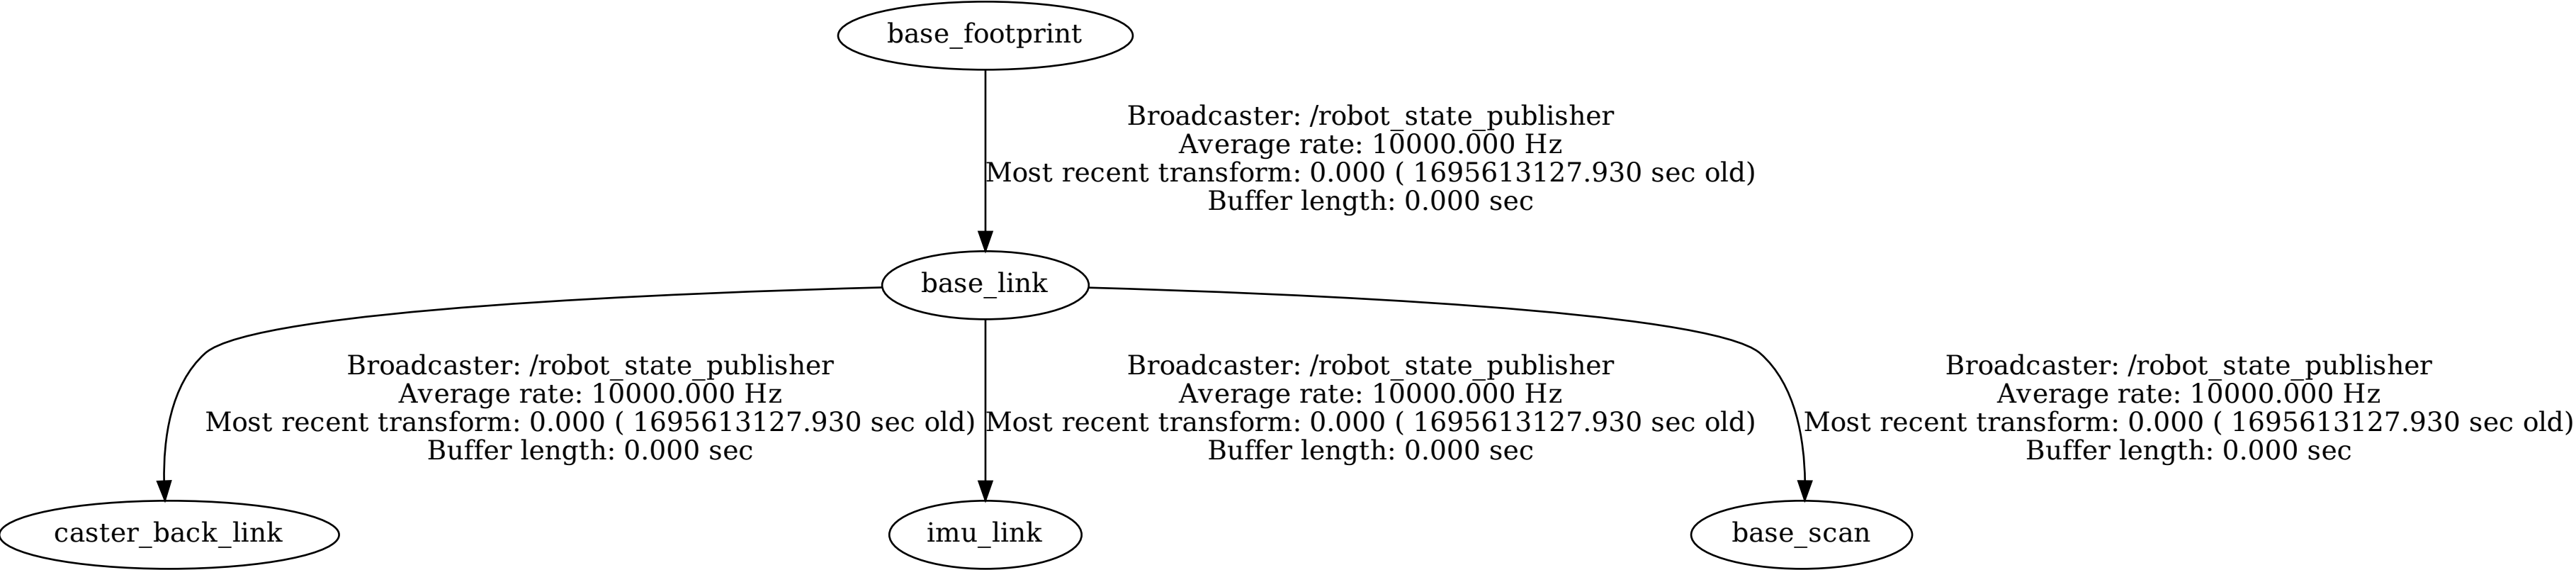 base_footprint
Broadcaster: /robot_state_publisher
Average rate: 10000.000 Hz
Most recent transform: 0.000 ( 1695613127.930 sec old)
Buffer length: 0.000 sec
base_link
Broadcaster: /robot_state_publisher
Average rate: 10000.000 Hz
Most recent transform: 0.000 ( 1695613127.930 sec old)
Buffer length: 0.000 sec
Broadcaster: /robot_state_publisher
Average rate: 10000.000 Hz
Most recent transform: 0.000 ( 1695613127.930 sec old)
Buffer length: 0.000 sec
Broadcaster: /robot_state_publisher
Average rate: 10000.000 Hz
Most recent transform: 0.000 ( 1695613127.930 sec old)
Buffer length: 0.000 sec
caster_back_link
imu_link
base_scan